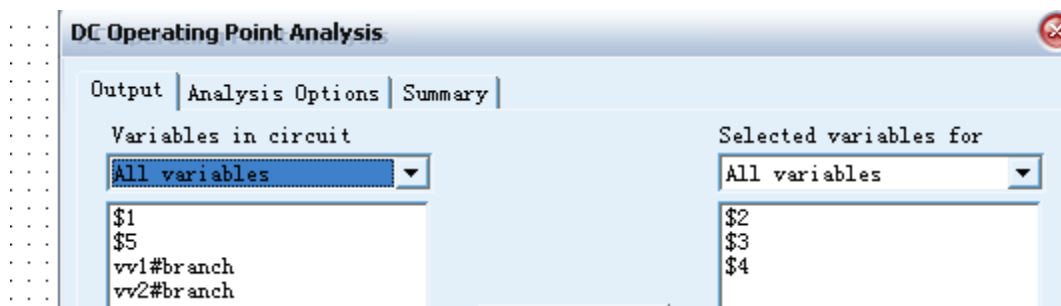 DC Operating Point Analysis
Output Analysis Options Summary
Variables in circuit
All variables
$1
$5
vv1#branch
vv2#branch
Selected variables for
All variables
$2
$3
$4